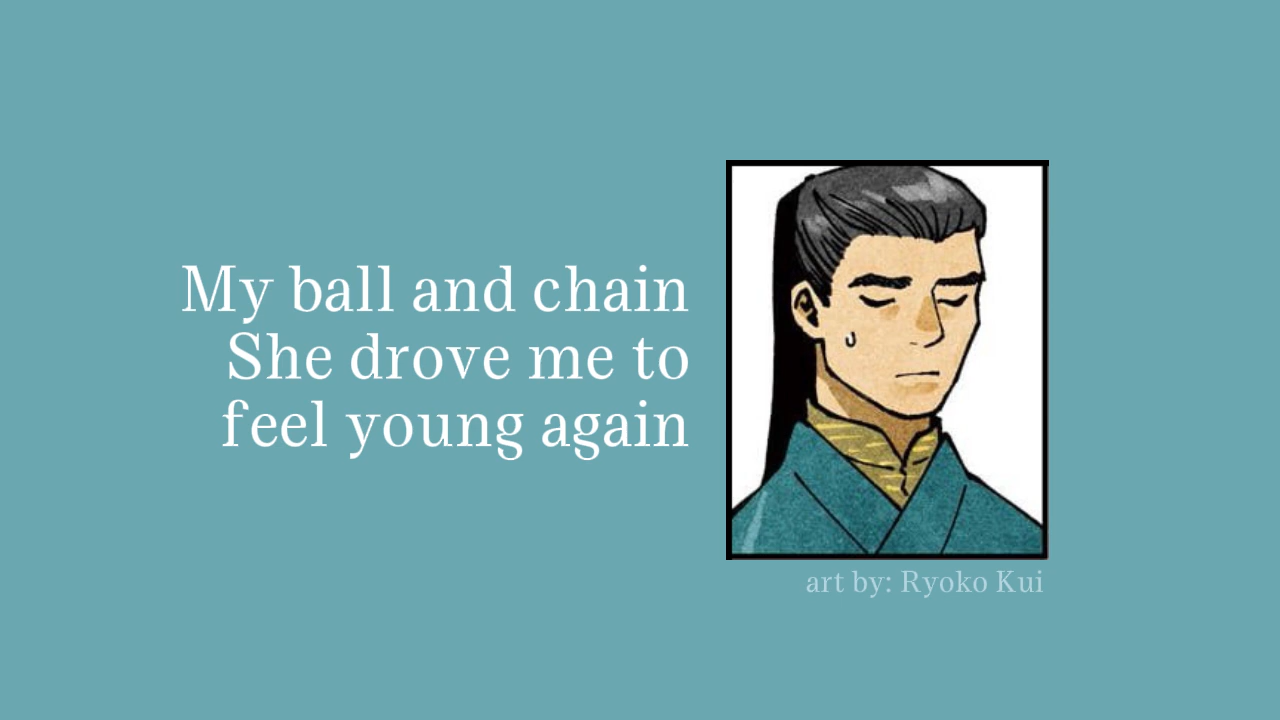 My ball and chain
She drove me to
feel young again
art by: Ryoko Kui